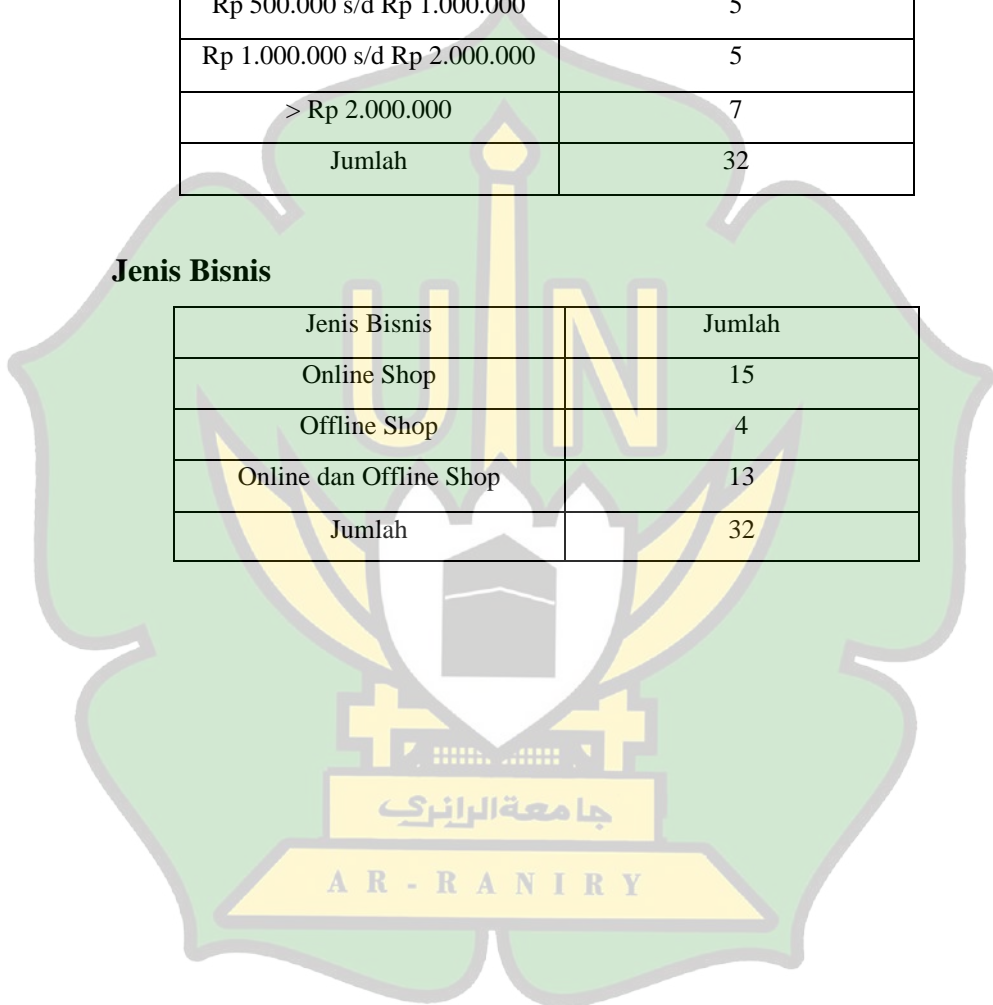 Rp 500.000 s/d Rp 1.000.000 5
Rp 1.000.000 s/d Rp 2.000.000 5
> Rp 2.000.000 7
Jumlah 32
Jenis Bisnis
Jenis Bisnis Jumlah
Online Shop 15
Offline Shop 4
Online dan Offline Shop 13
Jumlah 32
UIN
جامعةالرانري
AR-RANIRY